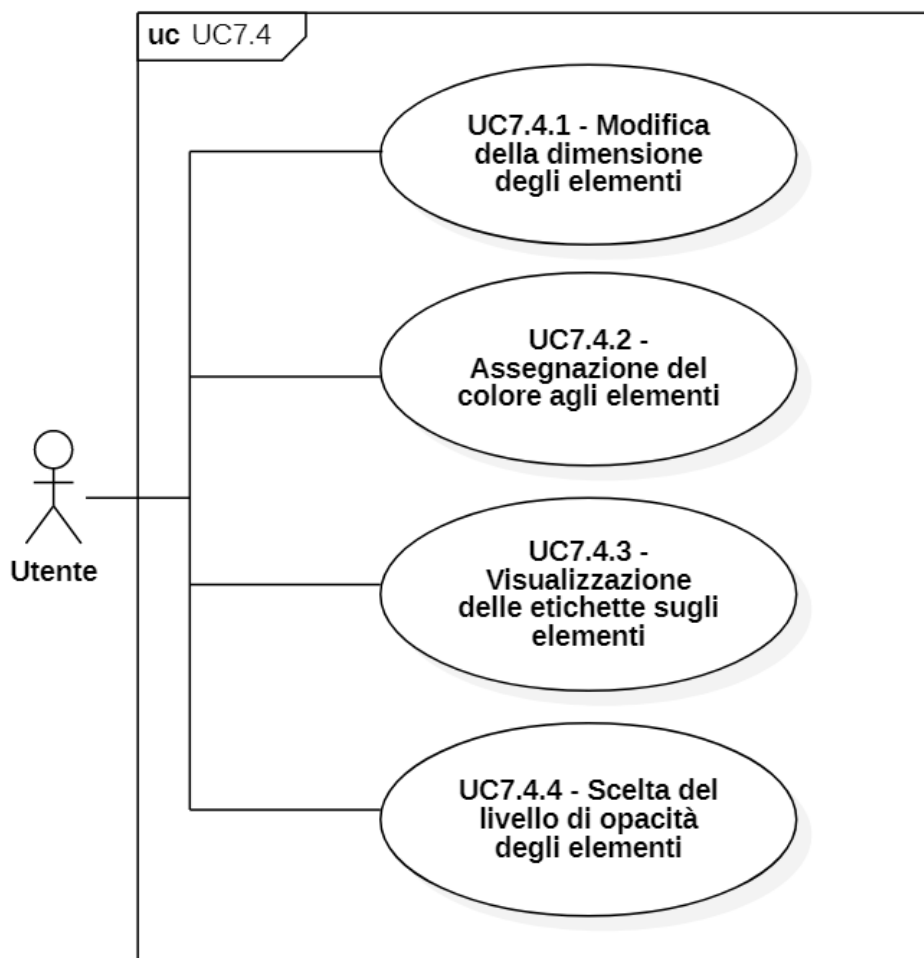 uc UC7.4
UC7.4.1 - Modifica
della dimensione
degli elementi
UC7.4.2 -
Assegnazione del
colore agli elementi
Utente
UC7.4.3 -
Visualizzazione
delle etichette sugli
elementi
UC7.4.4 - Scelta del
livello di opacità
degli elementi